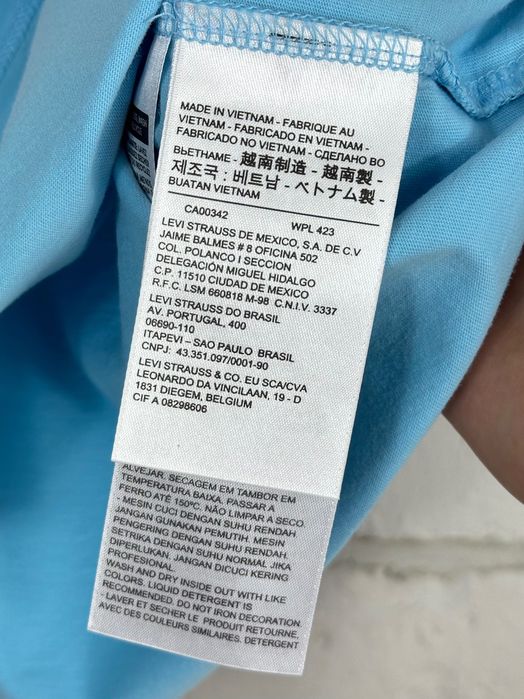 MADE IN VIETNAM - FABRIQUE AU
VIETNAM - FABRICADO EN VIETNAM -
FABRICADO NO VIETNAM - СДЕЛАНО ВО
ВЬЕТНАМЕ - 越南制造 - 越南製 -
제조국 : 베트남 - ベトナム製 -
BUATAN VIETNAM
CA00342 WPL 423
LEVI STRAUSS DE MEXICO, S.A. DE C.V
JAIME BALMES # 8 OFICINA 502
COL. POLANCO I SECCION
DELEGACIÓN MIGUEL HIDALGO
C.P. 11510 CIUDAD DE MEXICO
R.F.C. LSM 660818 M-98 C.N.I.V. 3337
LEVI STRAUSS DO BRASIL
AV. PORTUGAL, 400
06690-110
ITAPEVI – SAO PAULO BRASIL
CNPJ: 43.351.097/0001-90
LEVI STRAUSS & CO. EU SCA/CVA
LEONARDO DA VINCILAAN, 19 - D
1831 DIEGEM, BELGIUM
CIF A 08298606
ALVEJAR. SECAGEM EM TAMBOR EM
TEMPERATURA BAIXA. PASSAR A
FERRO ATÉ 150ºC. NÃO LIMPAR A SECO.
- MESIN CUCI DENGAN SUHU RENDAH.
JANGAN GUNAKAN PEMUTIH. MESIN
PENGERING DENGAN SUHU RENDAH.
SETRIKA DENGAN SUHU NORMAL JIKA
DIPERLUKAN. JANGAN DICUCI KERING
PROFESIONAL.
WASH AND DRY INSIDE OUT WITH LIKE
COLORS. LIQUID DETERGENT IS
RECOMMENDED. DO NOT IRON DECORATION.
- LAVER ET SECHER LE PRODUIT RETOURNE,
AVEC DES COULEURS SIMILAIRES. DETERGENT